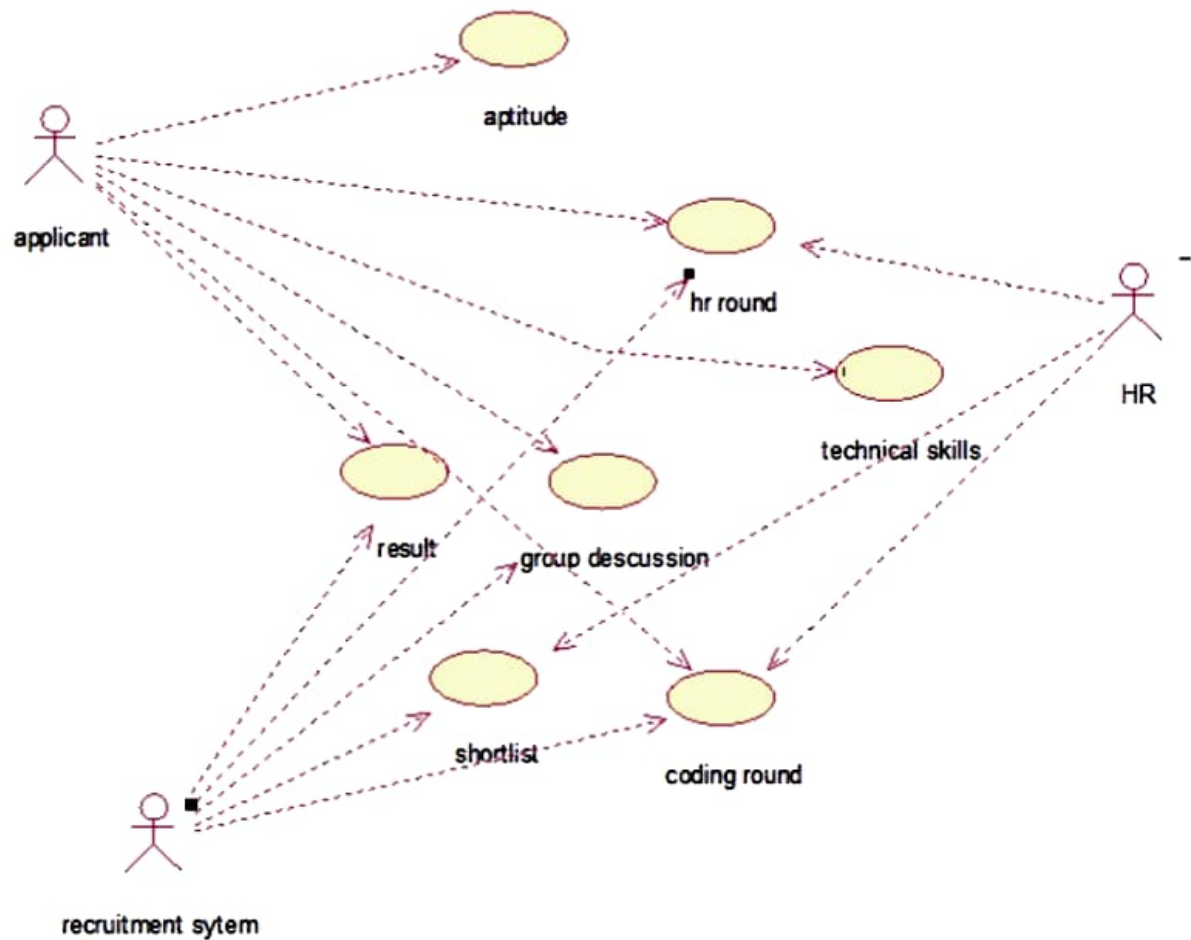 aptitude
applicant
hr round
HR
technical skills
result
group descussion
shortlist
coding round
recruitment sytem